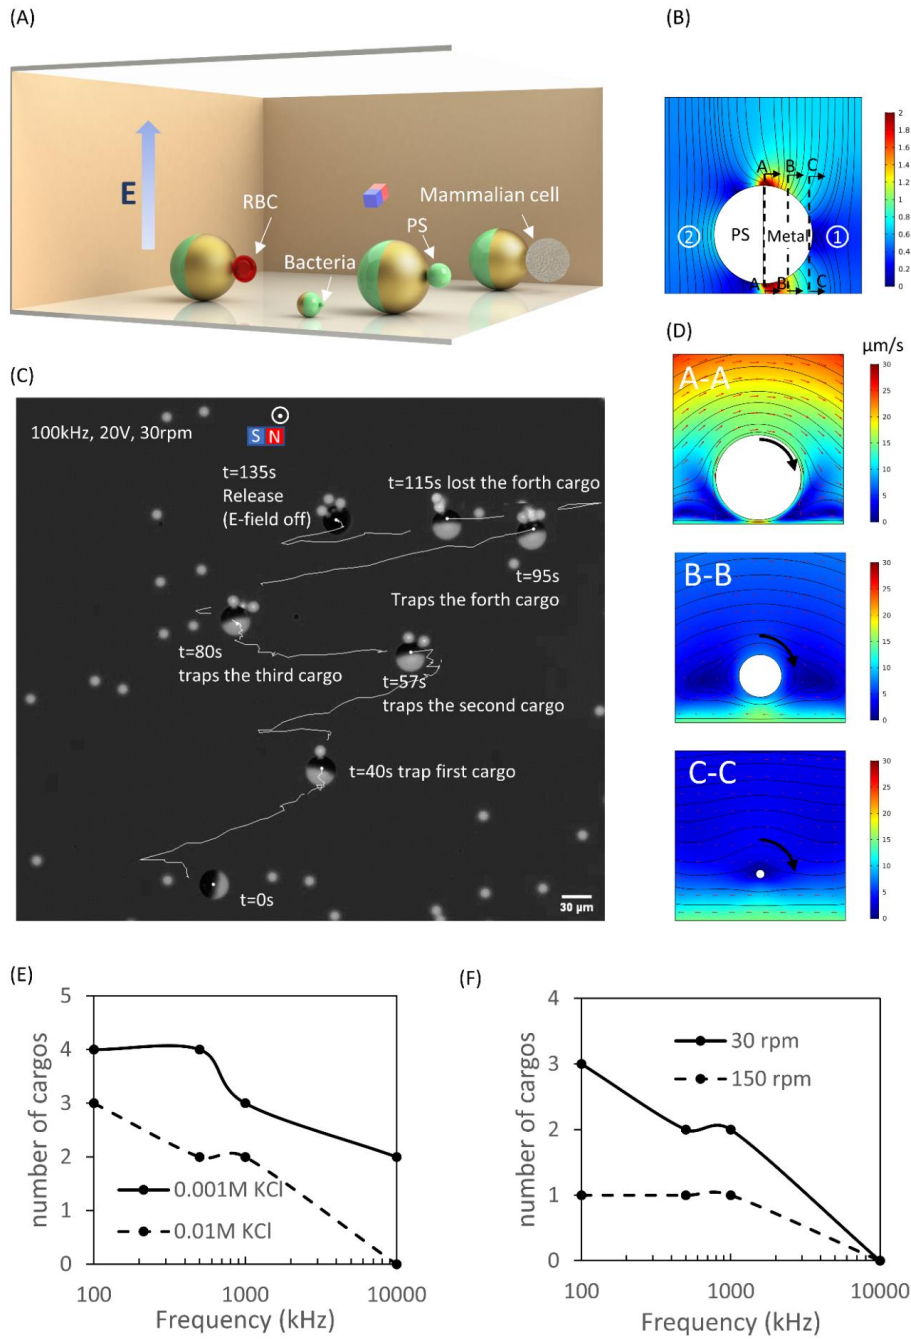 (A)
E
RBC
Bacteria
PS
Mammalian cell
(B)
A
B
C
2
PS
Metal
1
A
B
C
2
1.8
1.6
1.4
1.2
1
0.8
0.6
0.4
0.2
0
(C)
100kHz, 20V, 30rpm
S N
t=135s
Release
(E-field off)
t=115s lost the forth cargo
t=95s
Traps the forth cargo
t=80s
traps the third cargo
t=57s
traps the second cargo
t=40s trap first cargo
t=0s
30 µm
(D)
µm/s
A-A
30
25
20
15
10
5
0
B-B
30
25
20
15
10
5
0
C-C
30
25
20
15
10
5
0
(E)
number of cargos
5
4
3
2
1
0
0.001M KCl
0.01M KCl
100
1000
10000
Frequency (kHz)
(F)
number of cargos
4
3
2
1
0
30 rpm
150 rpm
100
1000
10000
Frequency (kHz)